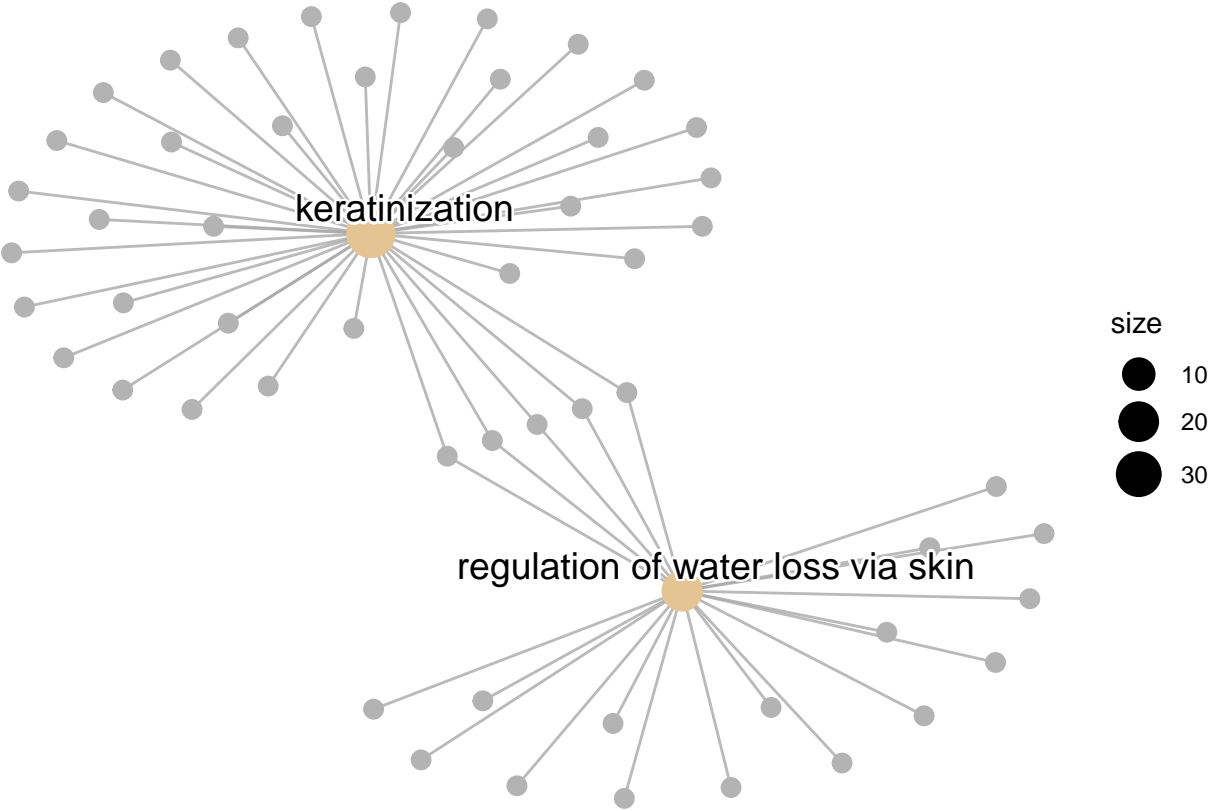 keratinization
size
10
20
30
regulation of water loss via skin